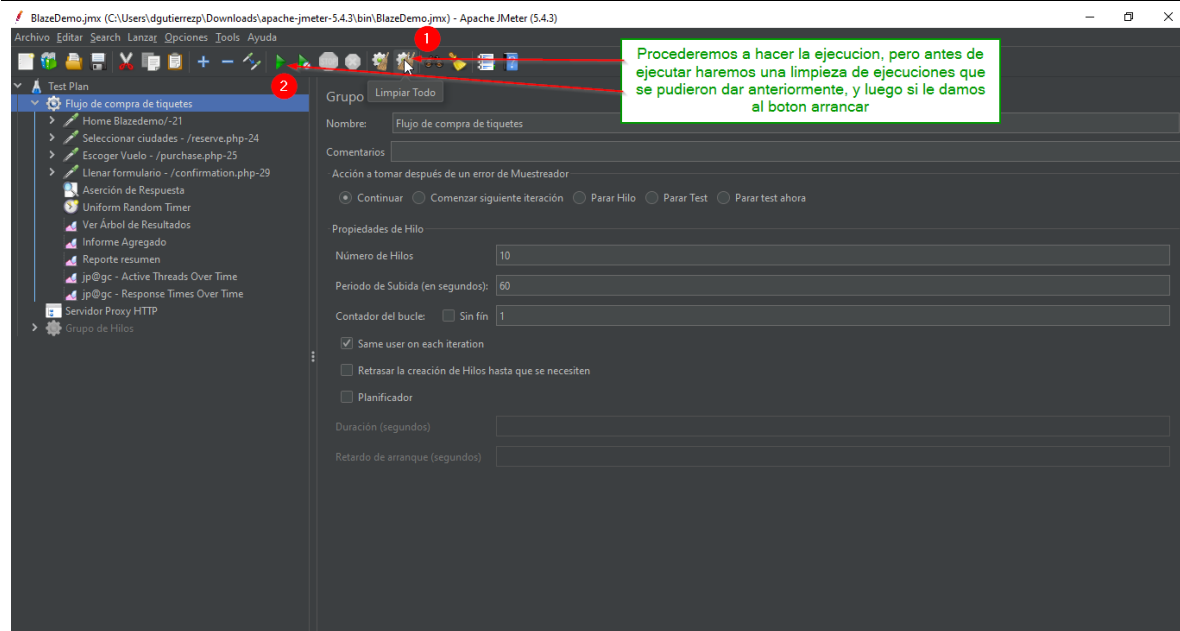 BlazeDemo.jmx (C:\Users\dgutierrezp\Downloads\apache-jmeter-5.4.3\bin\BlazeDemo.jmx) - Apache JMeter (5.4.3)
Archivo Editar Search Lanzar Opciones Tools Ayuda
1
Procederemos a hacer la ejecucion, pero antes de
ejecutar haremos una limpieza de ejecuciones que
se pudieron dar anteriormente, y luego si le damos
al boton arrancar
2
Limpiar Todo
Test Plan
Flujo de compra de tiquetes
Home Blazedemo/-21
Seleccionar ciudades - /reserve.php-24
Escoger Vuelo - /purchase.php-25
Llenar formulario - /confirmation.php-29
Aserción de Respuesta
Uniform Random Timer
Ver Árbol de Resultados
Informe Agregado
Reporte resumen
jp@gc - Active Threads Over Time
jp@gc - Response Times Over Time
Servidor Proxy HTTP
Grupo de Hilos
Grupo
Nombre: Flujo de compra de tiquetes
Comentarios
Acción a tomar después de un error de Muestreador
Continuar Comenzar siguiente iteración Parar Hilo Parar Test Parar test ahora
Propiedades de Hilo
Número de Hilos 10
Periodo de Subida (en segundos): 60
Contador del bucle: Sin fín 1
Same user on each iteration
Retrasar la creación de Hilos hasta que se necesiten
Planificador
Duración (segundos)
Retardo de arranque (segundos)